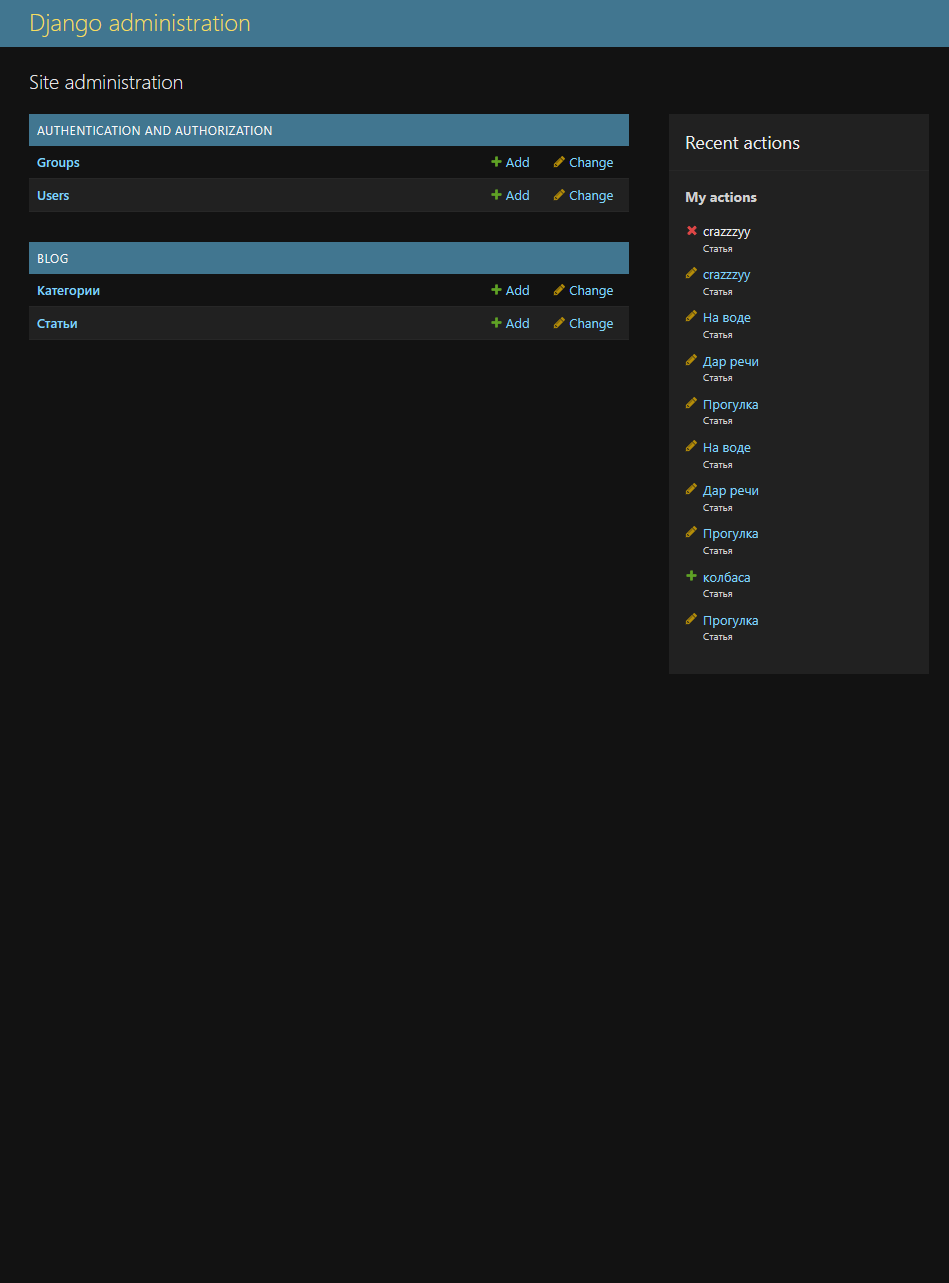 Django administration
Site administration
AUTHENTICATION AND AUTHORIZATION
Groups Add Change
Users Add Change
BLOG
Категории Add Change
Статьи Add Change
Recent actions
My actions
crazzzyy
Статья
crazzzyy
Статья
На воде
Статья
Дар речи
Статья
Прогулка
Статья
На воде
Статья
Дар речи
Статья
Прогулка
Статья
колбаса
Статья
Прогулка
Статья